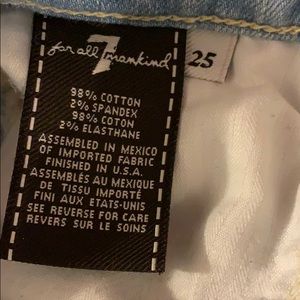 7
for all mankind
25
98% COTTON
2% SPANDEX
98% COTON
2% ELASTHANE
ASSEMBLED IN MEXICO
OF IMPORTED FABRIC
FINISHED IN U.S.A.
ASSEMBLÉS AU MEXIQUE
DE TISSU IMPORTÉ
FINI AUX ETATS-UNIS
SEE REVERSE FOR CARE
REVERS SUR LE SOINS